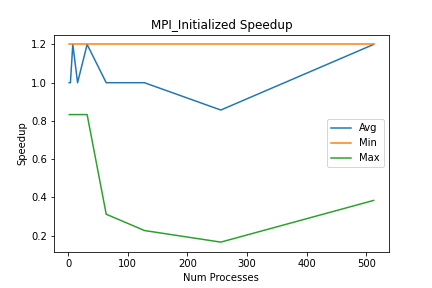 MPI_Initialized Speedup
1.2
1.0
0.8
0.6
0.4
0.2
Speedup
Avg
Min
Max
0 100 200 300 400 500
Num Processes